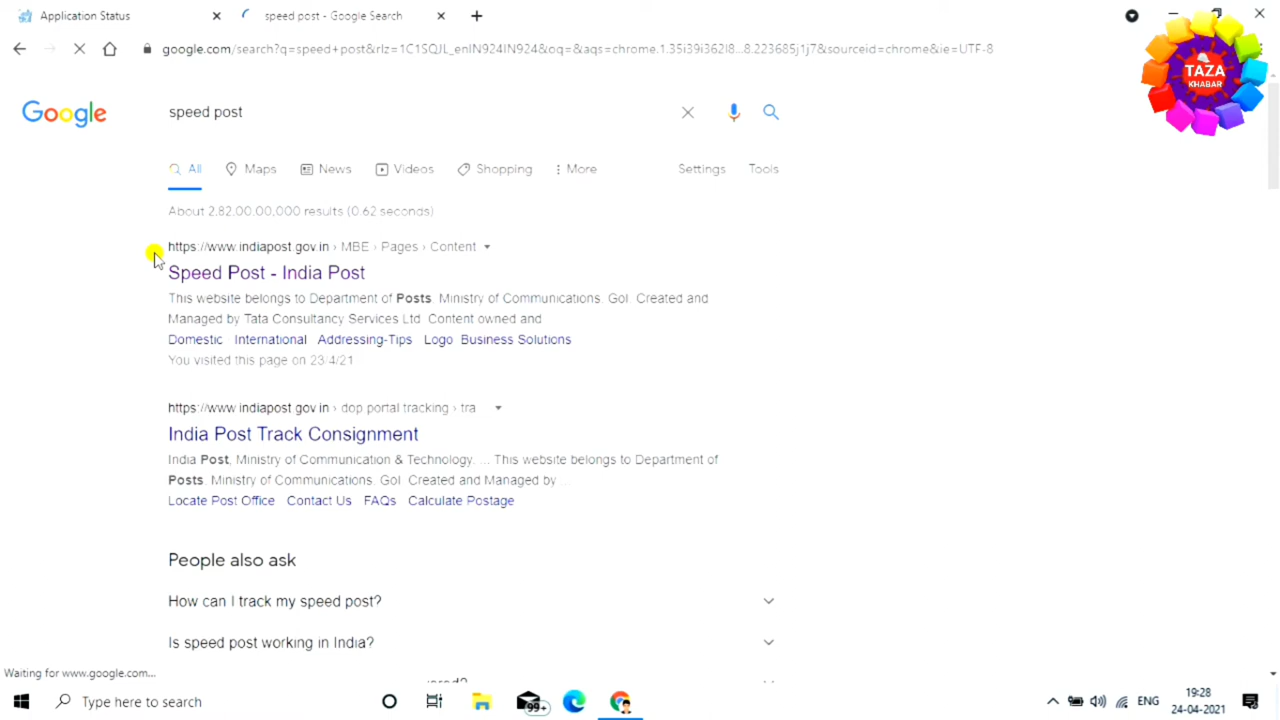 Application Status
speed post - Google Search
google.com/search?q=speed+post&rlz=1C1SQJL_enIN924IN924&oq=&aqs=chrome.1.35i39i362l8...8.223685j1j7&sourceid=chrome&ie=UTF-8
TAZA
KHABAR
Google
speed post
All Maps News Videos Shopping More Settings Tools
About 2,82,00,00,000 results (0.62 seconds)
https://www.indiapost.gov.in › MBE › Pages › Content
Speed Post - India Post
This website belongs to Department of Posts, Ministry of Communications, GoI. Created and
Managed by Tata Consultancy Services Ltd. Content owned and
Domestic International Addressing-Tips Logo Business Solutions
You visited this page on 23/4/21
https://www.indiapost.gov.in › dop portal tracking › tra
India Post Track Consignment
India Post, Ministry of Communication & Technology. ... This website belongs to Department of
Posts, Ministry of Communications, GoI. Created and Managed by ...
Locate Post Office Contact Us FAQs Calculate Postage
People also ask
How can I track my speed post?
Is speed post working in India?
Waiting for www.google.com...
Type here to search
99+
ENG
19:28
24-04-2021